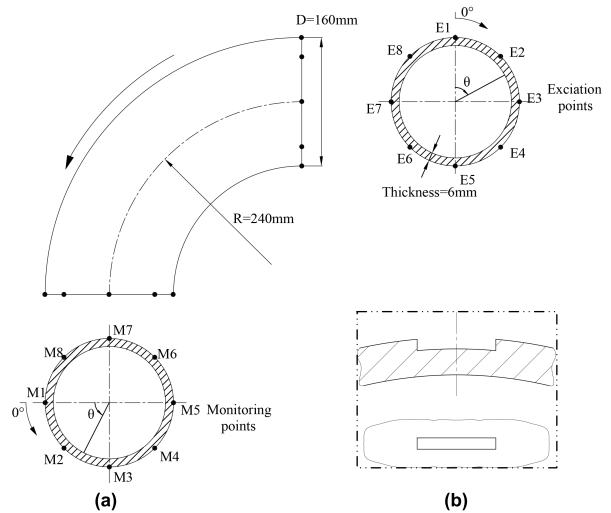 D=160mm
R=240mm
0°
E1
E2
E3
E4
E5
E6
E7
E8
θ
Exciation
points
Thickness=6mm
M7
M8
M6
M1
M5
0°
θ
M2
M4
M3
Monitoring
points
(a)
(b)